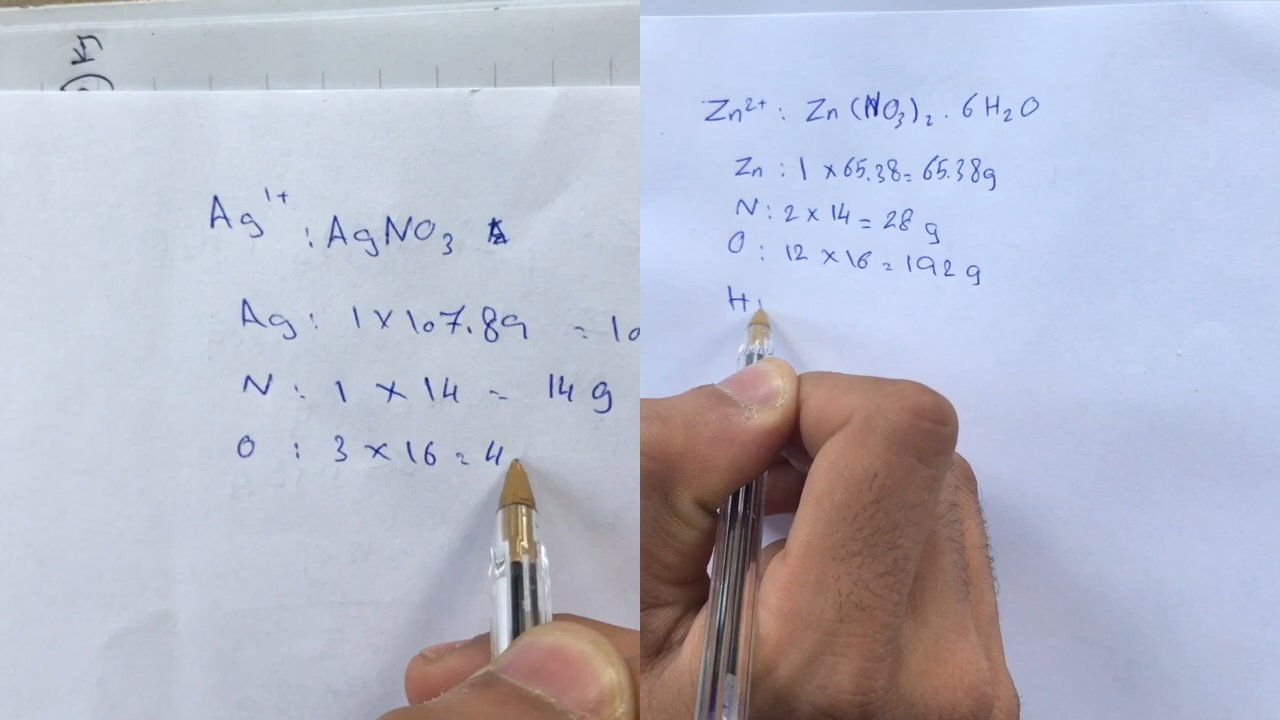 Ag¹⁺ : AgNO₃
Ag : 1 × 107.89 = 10
N : 1 × 14 = 14 g
O : 3 × 16 = 4
Zn²⁺ : Zn (NO₃)₂ . 6 H₂O
Zn : 1 × 65.38 = 65.38g
N : 2 × 14 = 28 g
O : 12 × 16 = 192 g
H :